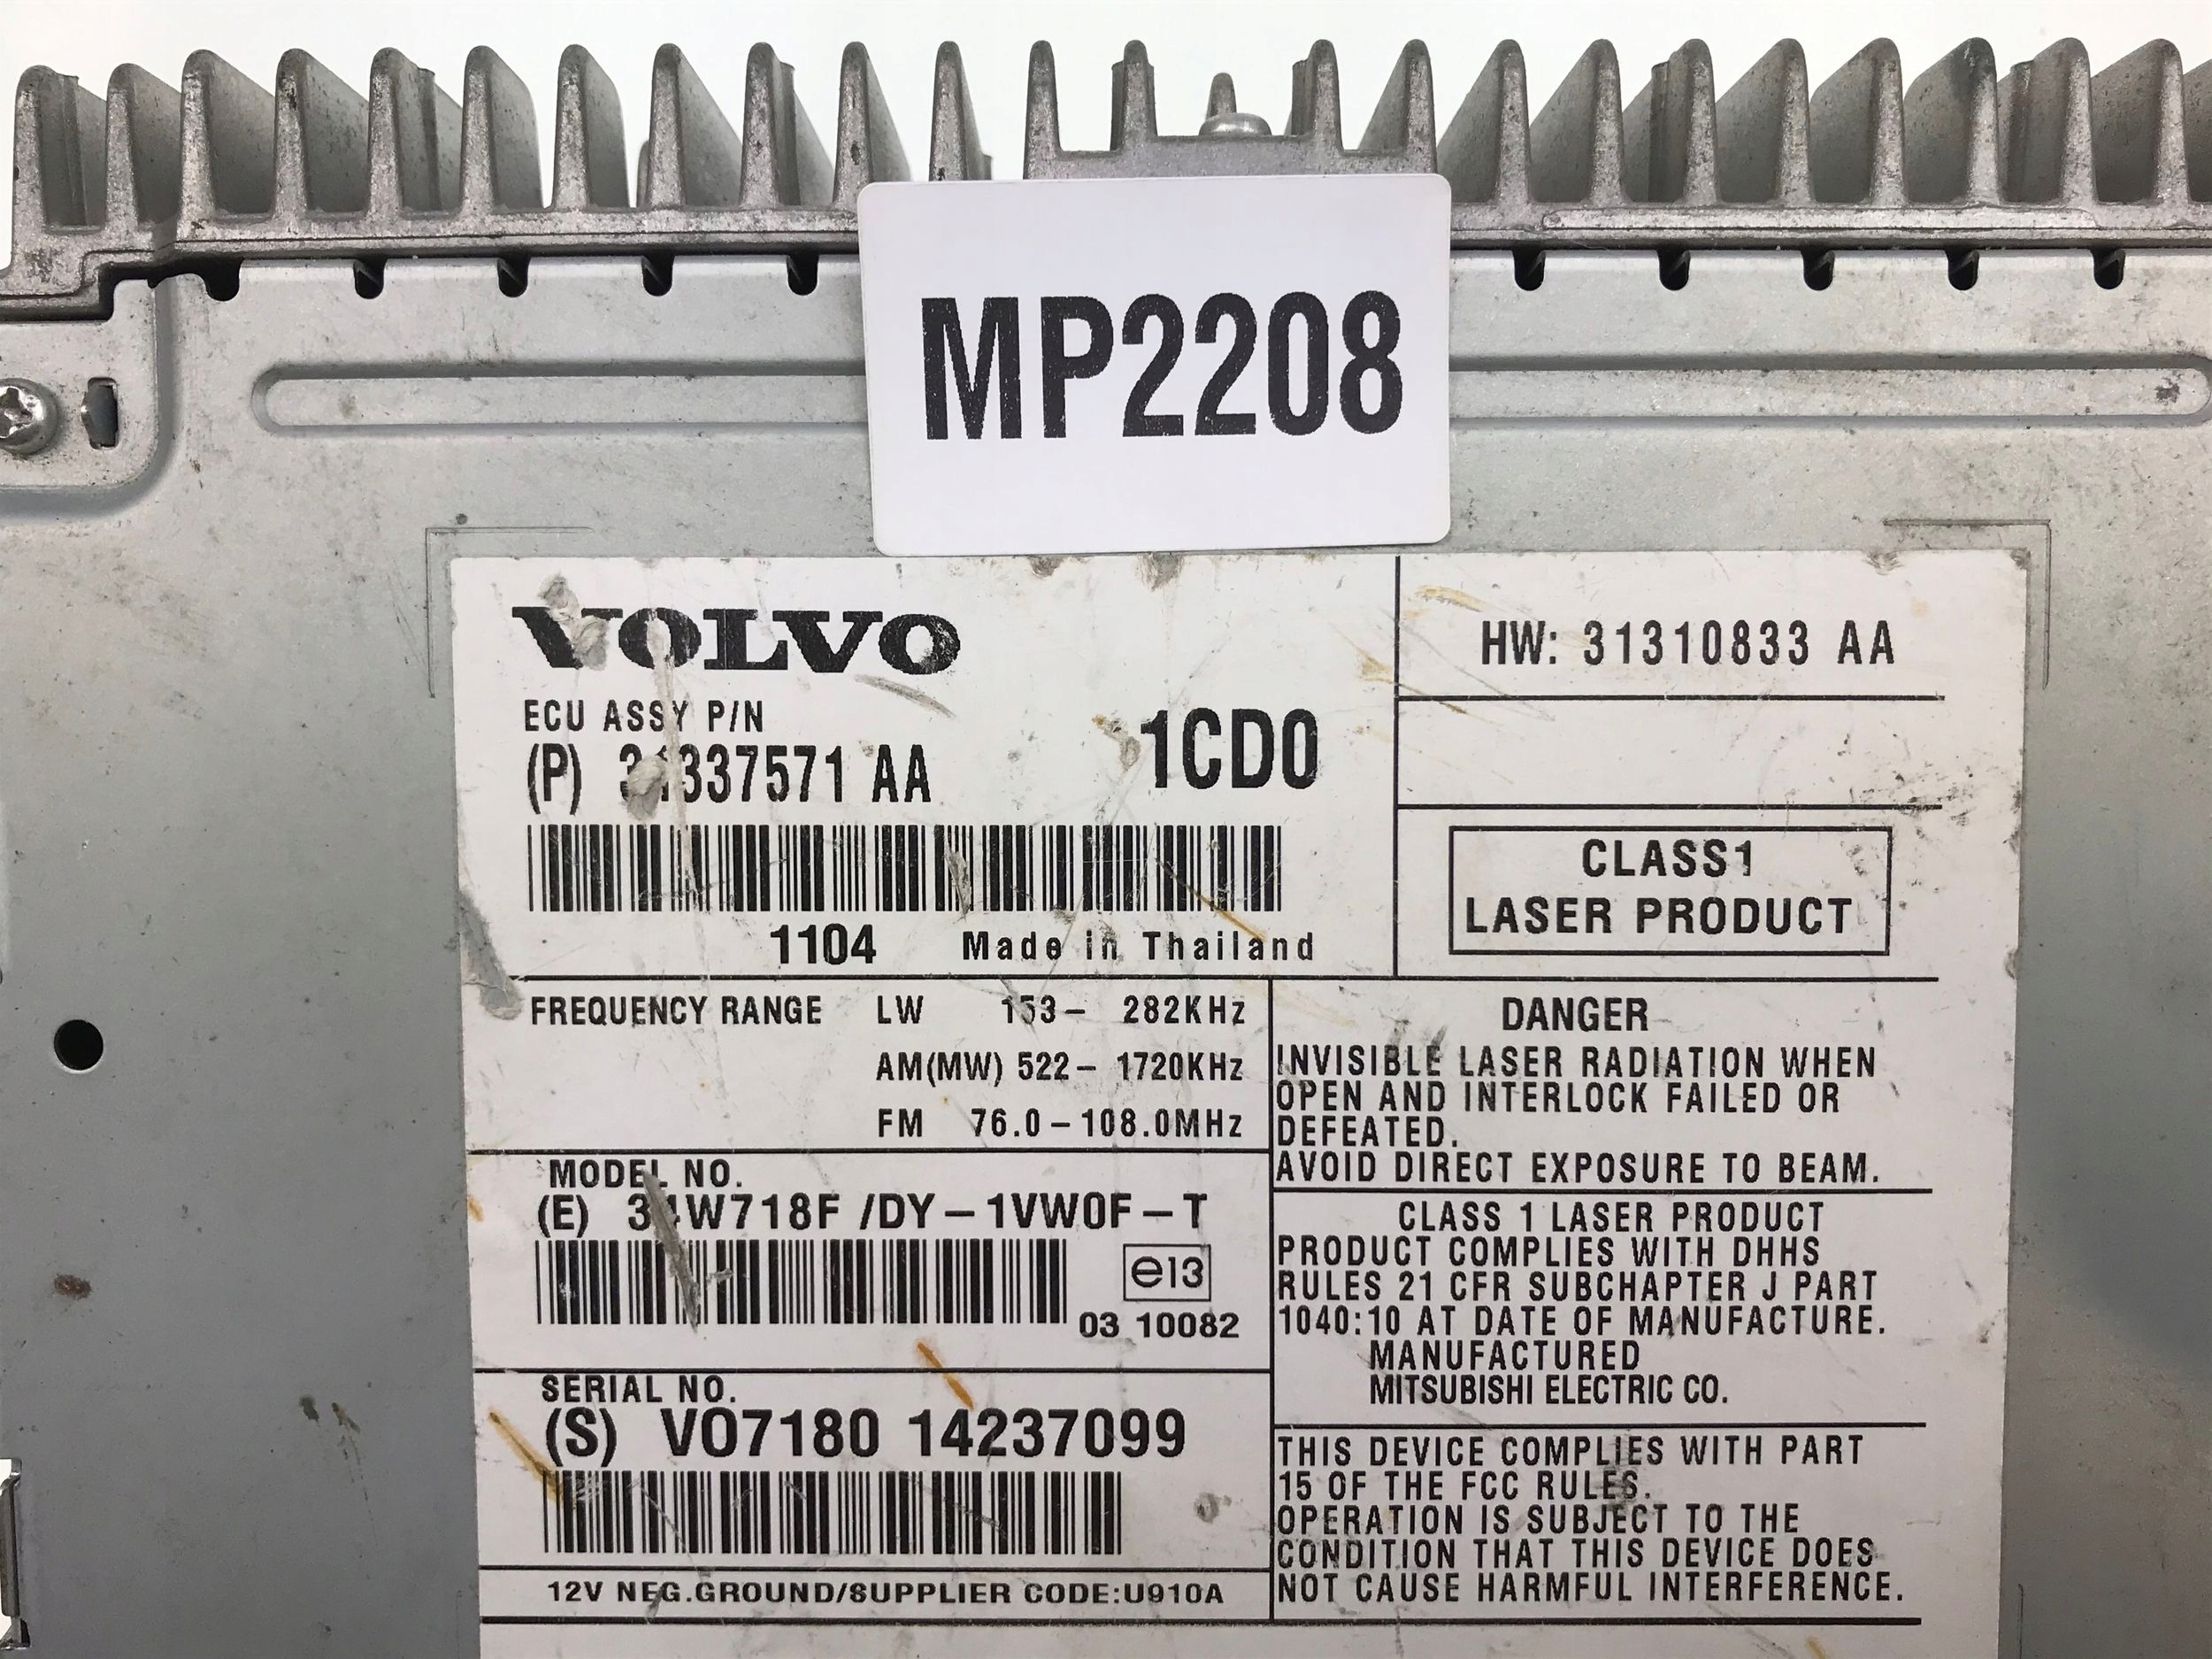 MP2208
VOLVO
ECU ASSY P/N
(P) 31337571 AA
1CD0
1104 Made in Thailand
HW: 31310833 AA
CLASS1
LASER PRODUCT
FREQUENCY RANGE LW 153– 282KHz
AM(MW) 522– 1720KHz
FM 76.0–108.0MHz
MODEL NO.
(E) 34W718F /DY–1VW0F–T
e13
03 10082
SERIAL NO.
(S) VO7180 14237099
12V NEG.GROUND/SUPPLIER CODE:U910A
DANGER
INVISIBLE LASER RADIATION WHEN
OPEN AND INTERLOCK FAILED OR
DEFEATED.
AVOID DIRECT EXPOSURE TO BEAM.
CLASS 1 LASER PRODUCT
PRODUCT COMPLIES WITH DHHS
RULES 21 CFR SUBCHAPTER J PART
1040:10 AT DATE OF MANUFACTURE.
MANUFACTURED
MITSUBISHI ELECTRIC CO.
THIS DEVICE COMPLIES WITH PART
15 OF THE FCC RULES.
OPERATION IS SUBJECT TO THE
CONDITION THAT THIS DEVICE DOES
NOT CAUSE HARMFUL INTERFERENCE.